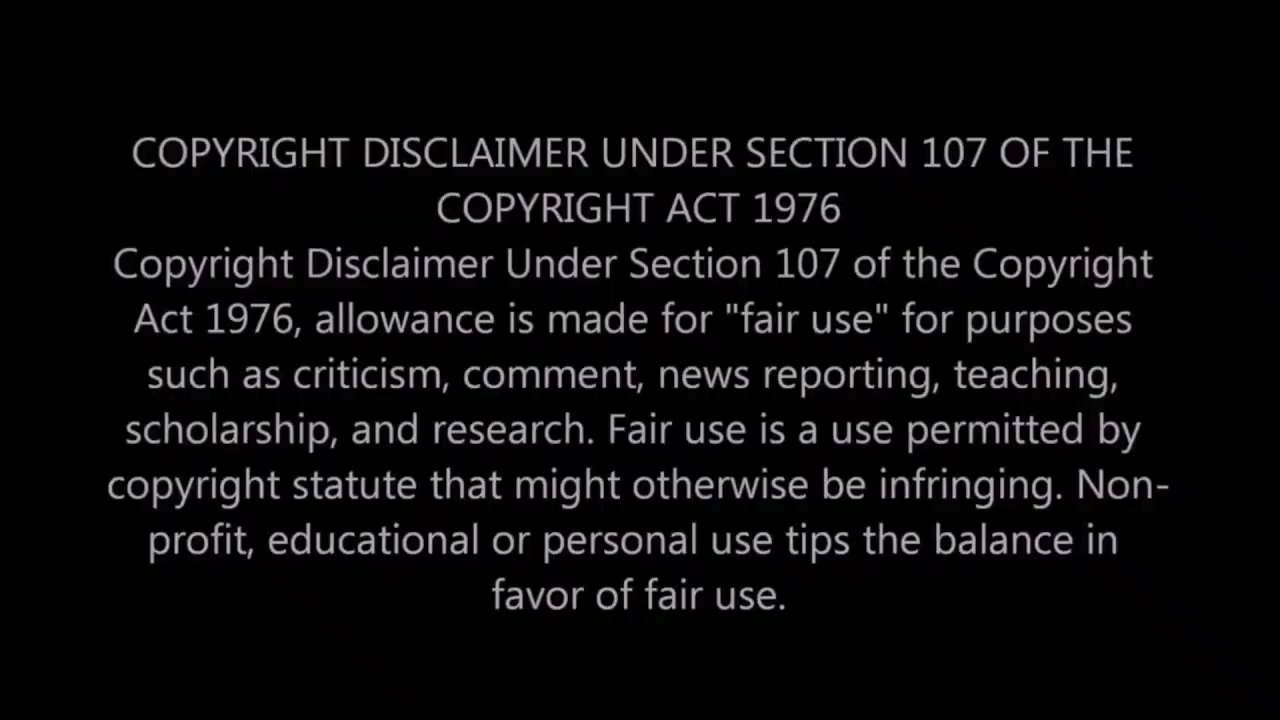 COPYRIGHT DISCLAIMER UNDER SECTION 107 OF THE
COPYRIGHT ACT 1976
Copyright Disclaimer Under Section 107 of the Copyright
Act 1976, allowance is made for "fair use" for purposes
such as criticism, comment, news reporting, teaching,
scholarship, and research. Fair use is a use permitted by
copyright statute that might otherwise be infringing. Non-
profit, educational or personal use tips the balance in
favor of fair use.